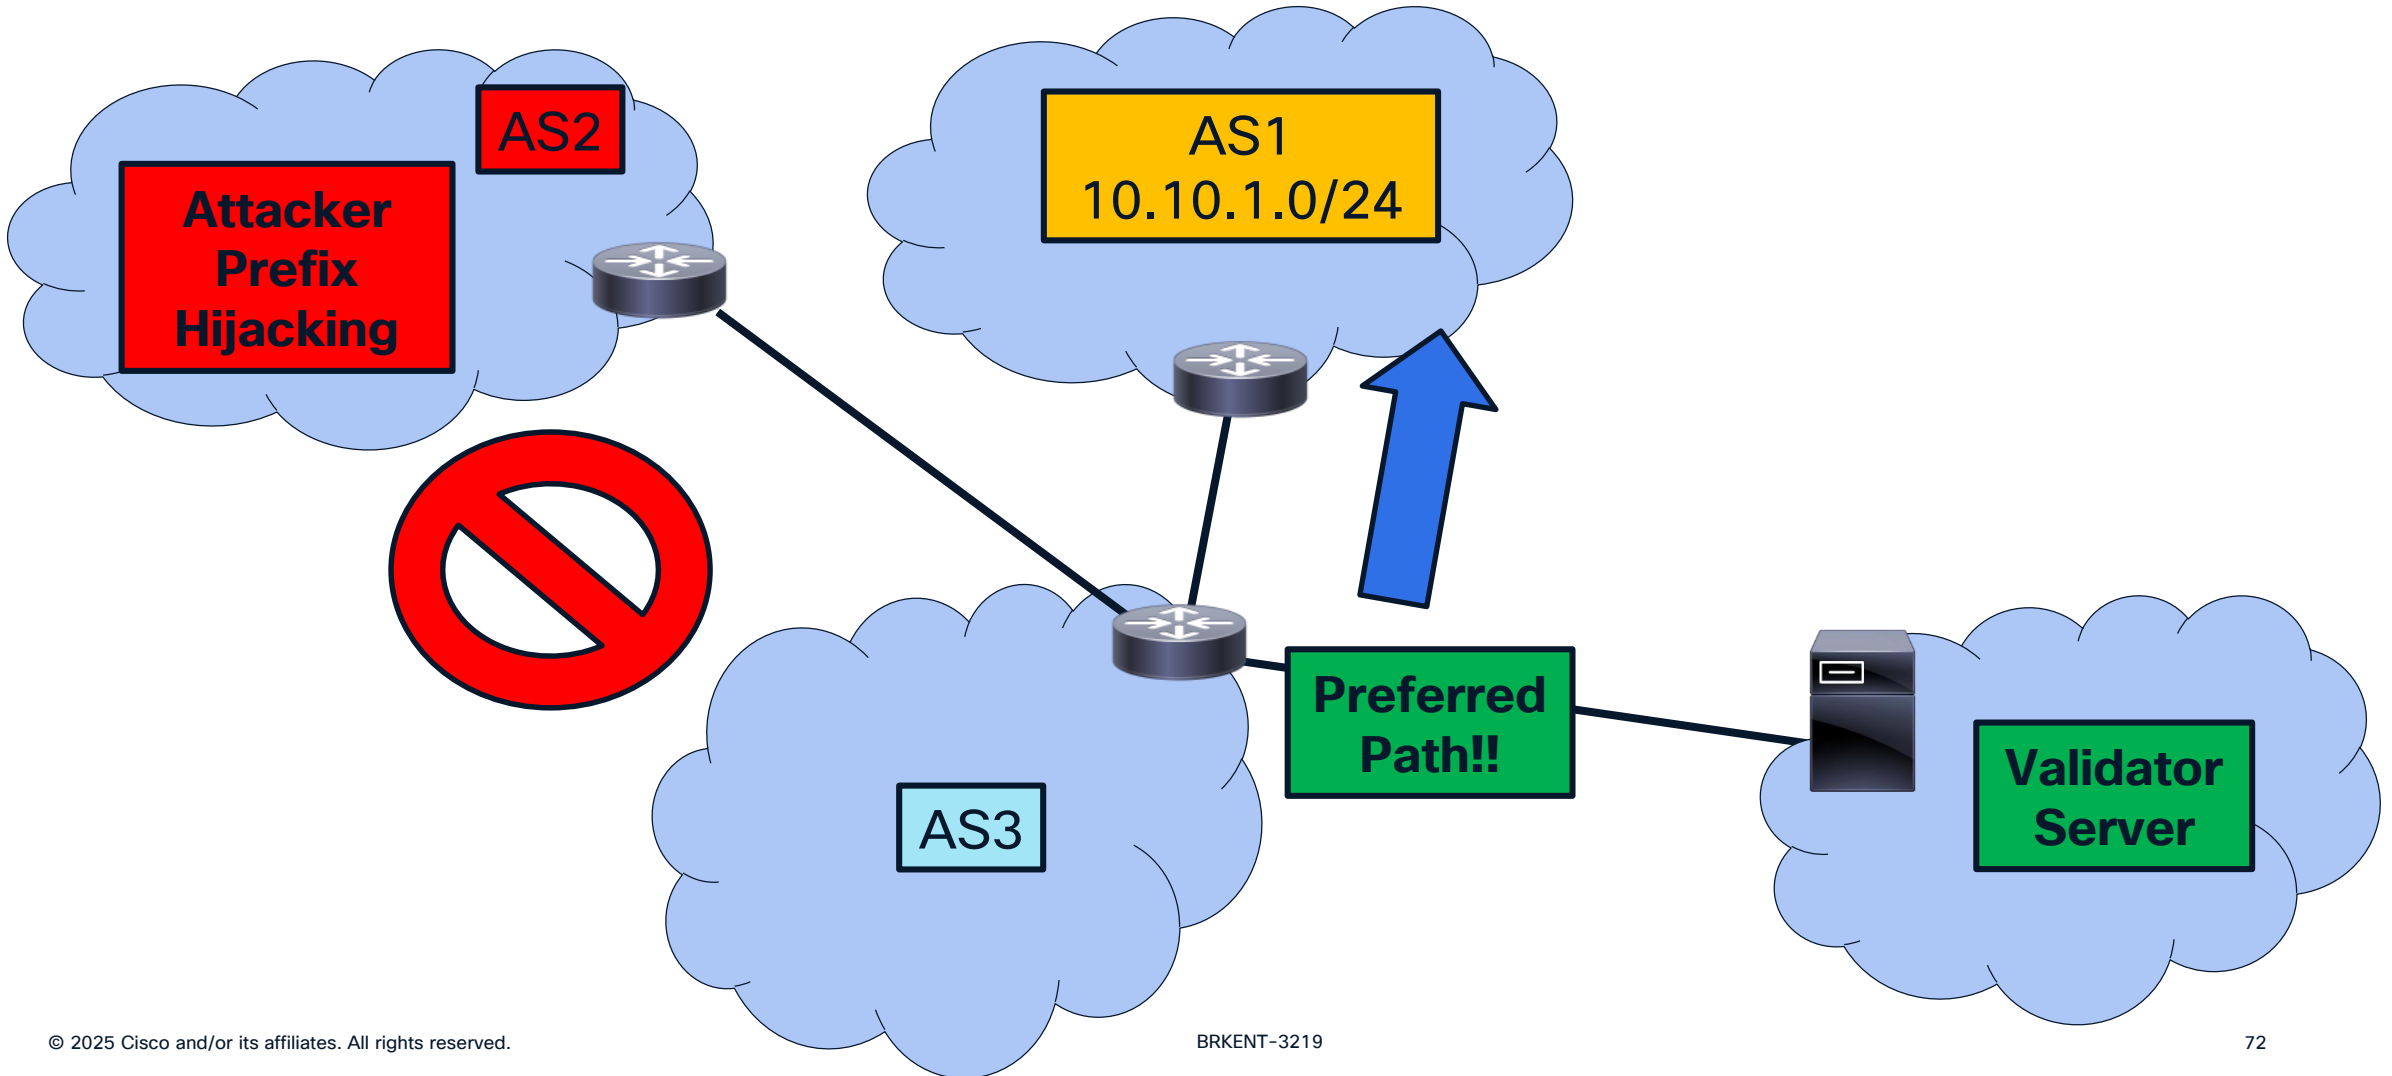 AS2
Attacker
Prefix
Hijacking
AS1
10.10.1.0/24
Preferred
Path!!
AS3
Validator
Server
© 2025 Cisco and/or its affiliates. All rights reserved.
BRKENT-3219
72